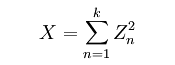 $X = \sum_{n=1}^{k} Z_n^2$